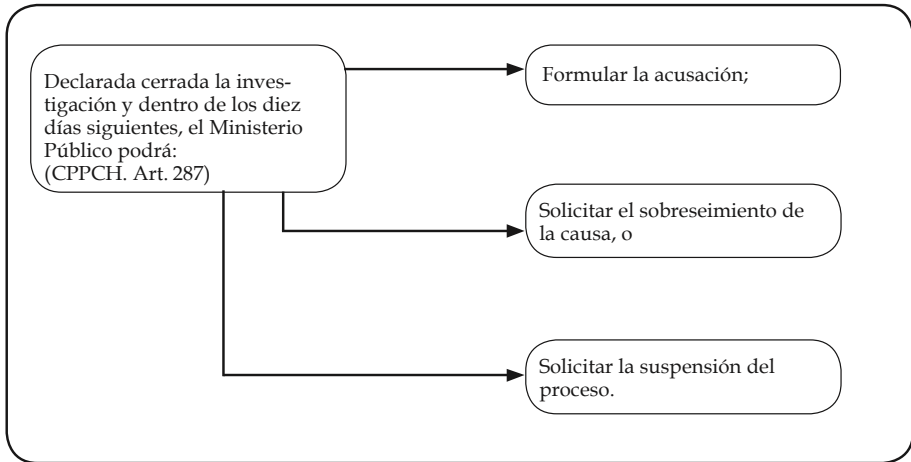 Declarada cerrada la inves-
tigación y dentro de los diez
días siguientes, el Ministerio
Público podrá:
(CPPCH. Art. 287)
Formular la acusación;
Solicitar el sobreseimiento de
la causa, o
Solicitar la suspensión del
proceso.